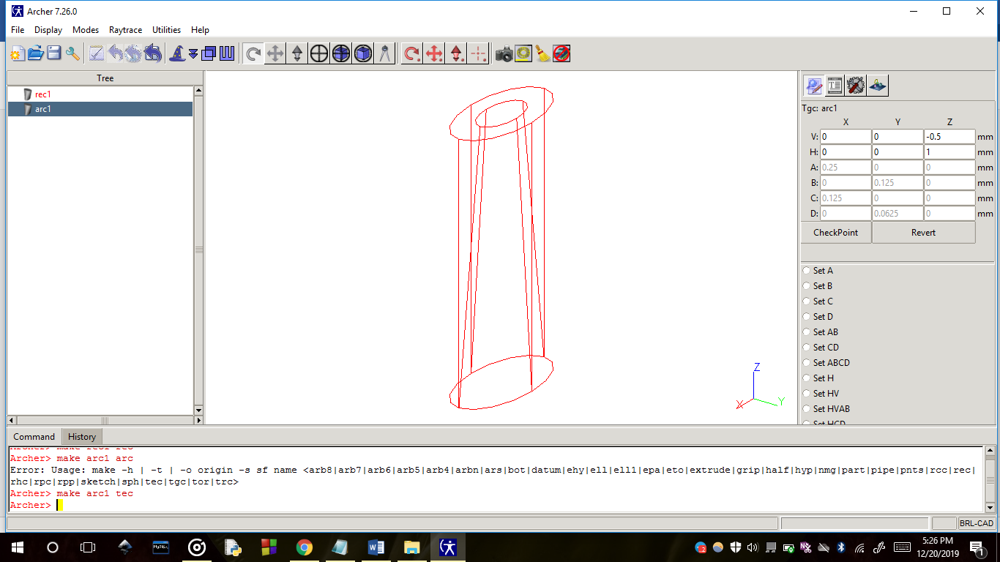 Archer 7.26.0
File Display Modes Raytrace Utilities Help
Tree
rec1
arc1
Z
X
Y
Tgc: arc1
X Y Z
V: 0 0 -0.5 mm
H: 0 0 1 mm
A: 0.25 0 0 mm
B: 0 0.125 0 mm
C: 0.125 0 0 mm
D: 0 0.0625 0 mm
CheckPoint Revert
Set A
Set B
Set C
Set D
Set AB
Set CD
Set ABCD
Set H
Set HV
Set HVAB
Set HCD
Command History
Archer> make rec1 rec
Archer> make arc1 arc
Error: Usage: make -h | -t | -o origin -s sf name <arb8|arb7|arb6|arb5|arb4|arbn|ars|bot|datum|ehy|ell|ell1|epa|eto|extrude|grip|half|hyp|nmg|part|pipe|pnts|rcc|rec|
rhc|rpc|rpp|sketch|sph|tec|tgc|tor|trc>
Archer> make arc1 tec
Archer>
BRL-CAD
MySQL
5:26 PM
12/20/2019